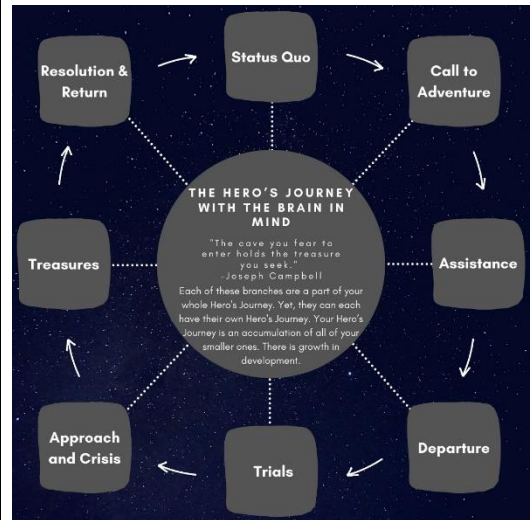 Status Quo
Call to
Adventure
Assistance
Departure
Trials
Approach
and Crisis
Treasures
Resolution &
Return
THE HERO'S JOURNEY
WITH THE BRAIN IN
MIND
"The cave you fear to
enter holds the treasure
you seek."
-Joseph Campbell
Each of these branches are a part of your
whole Hero's Journey. Yet, they can each
have their own Hero's Journey. Your Hero's
Journey is an accumulation of all of your
smaller ones. There is growth in
development.